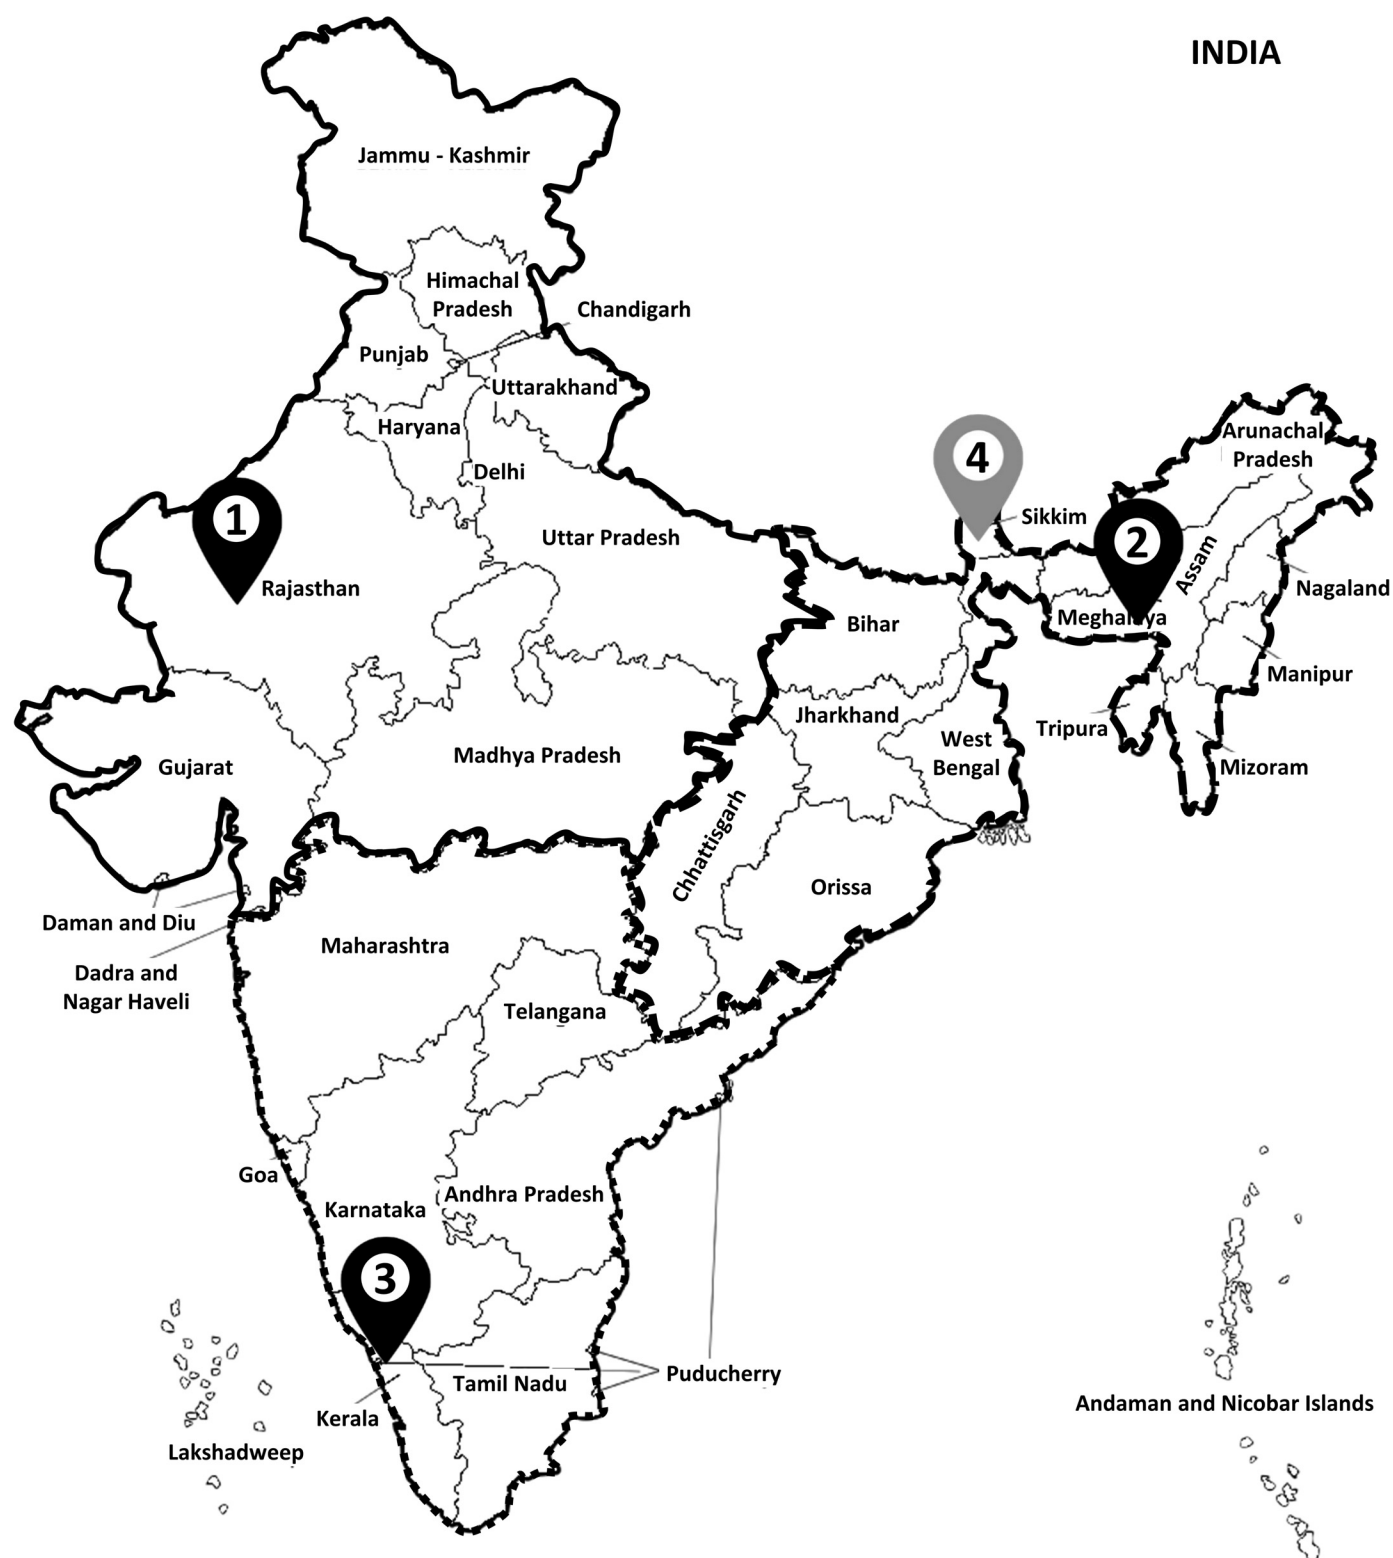 INDIA
Jammu - Kashmir
Himachal
Pradesh
Chandigarh
Punjab
Uttarakhand
Haryana
Delhi
Arunachal
Pradesh
4
1
Sikkim
2
Uttar Pradesh
Assam
Rajasthan
Nagaland
Bihar
Meghalaya
Manipur
Jharkhand
Tripura
West
Bengal
Madhya Pradesh
Gujarat
Mizoram
Chhattisgarh
Orissa
Daman and Diu
Maharashtra
Dadra and
Nagar Haveli
Telangana
Goa
Andhra Pradesh
Karnataka
3
Puducherry
Tamil Nadu
Kerala
Andaman and Nicobar Islands
Lakshadweep